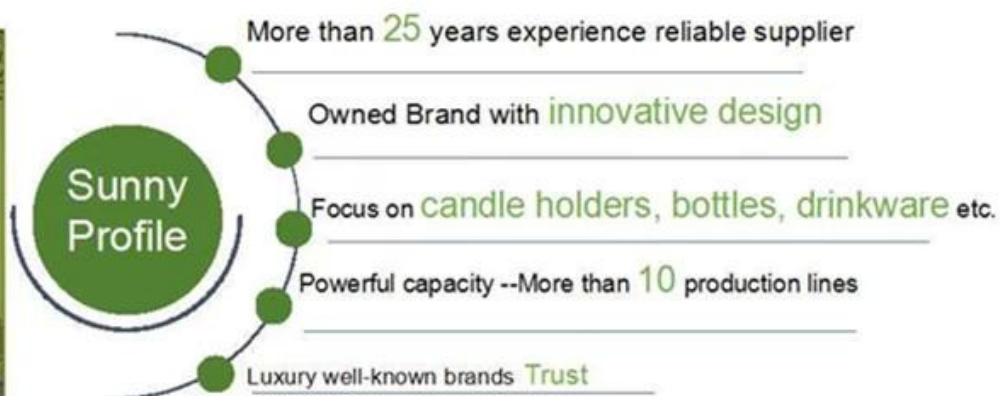 More than 25 years experience reliable supplier
Owned Brand with innovative design
Sunny
Profile
Focus on candle holders, bottles, drinkware etc.
Powerful capacity --More than 10 production lines
Luxury well-known brands Trust